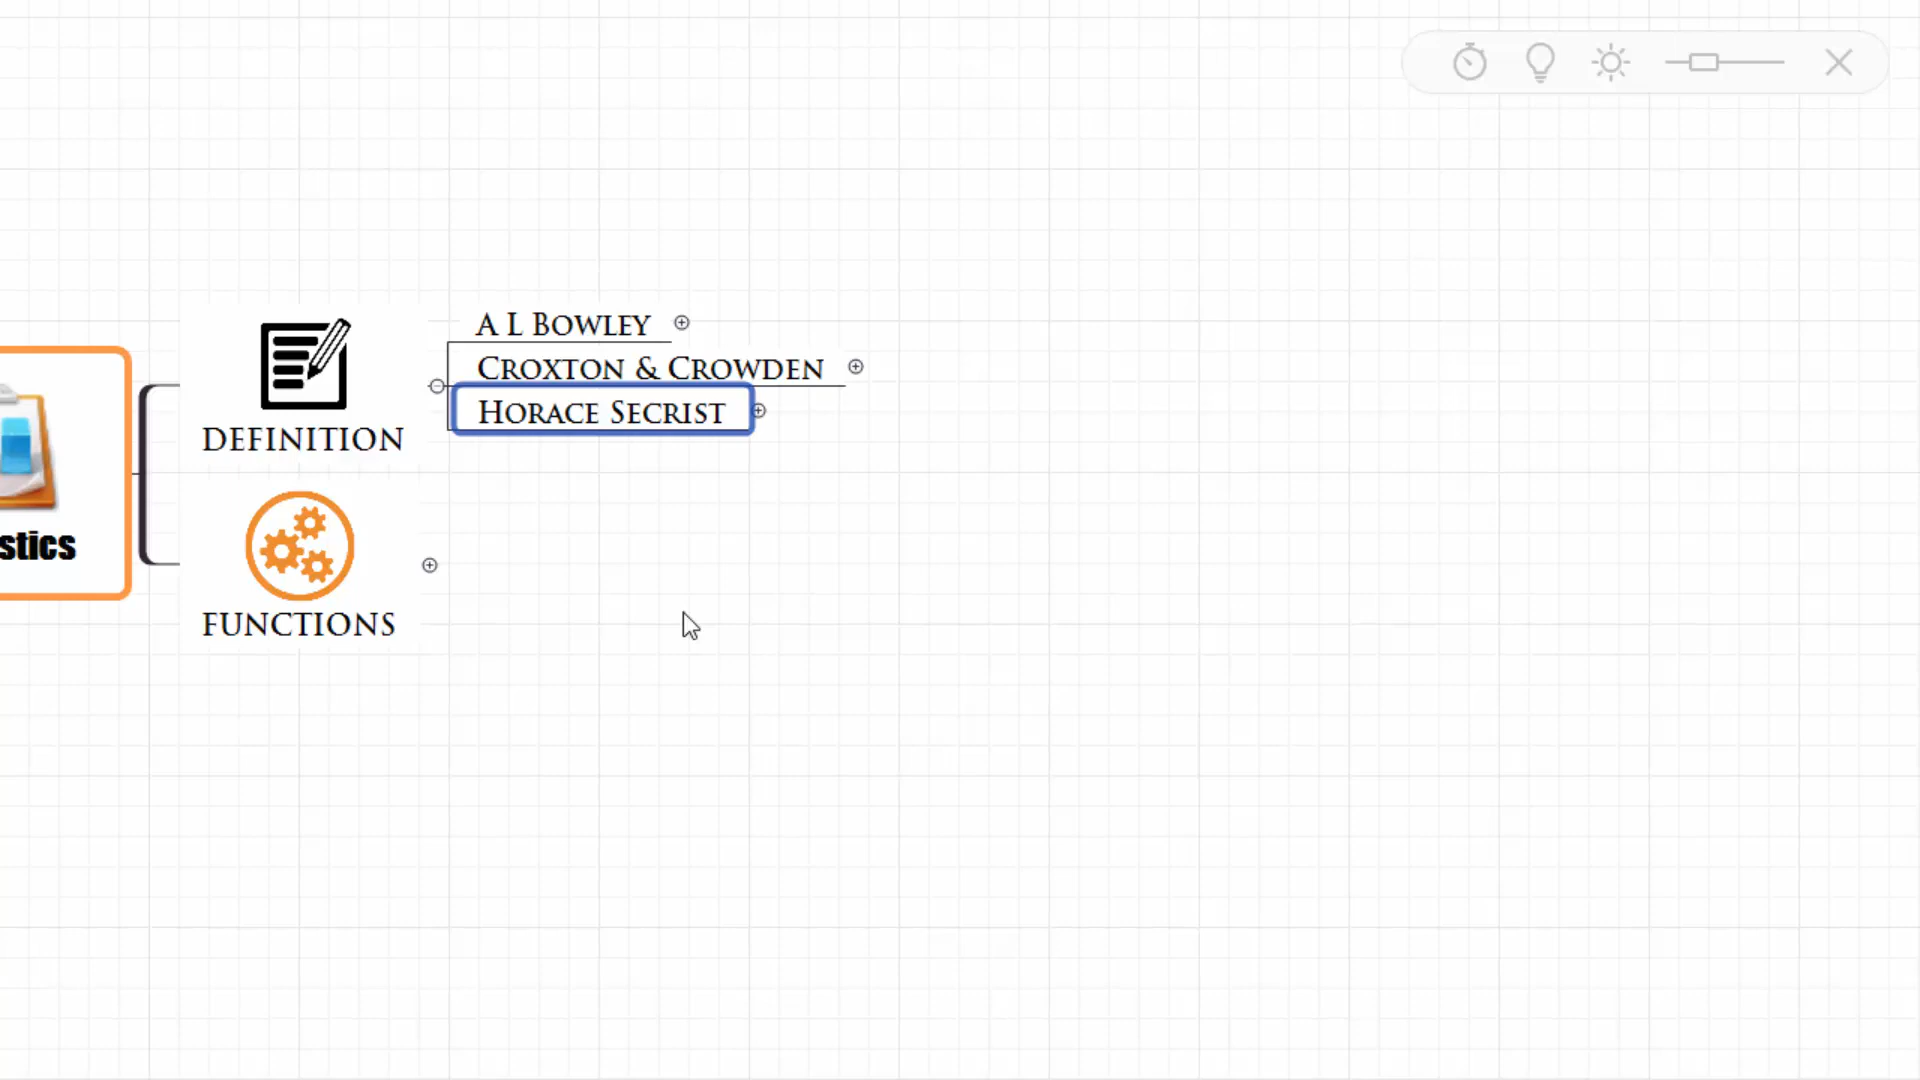 A L Bowley
Croxton & Crowden
Horace Secrist
DEFINITION
stics
FUNCTIONS